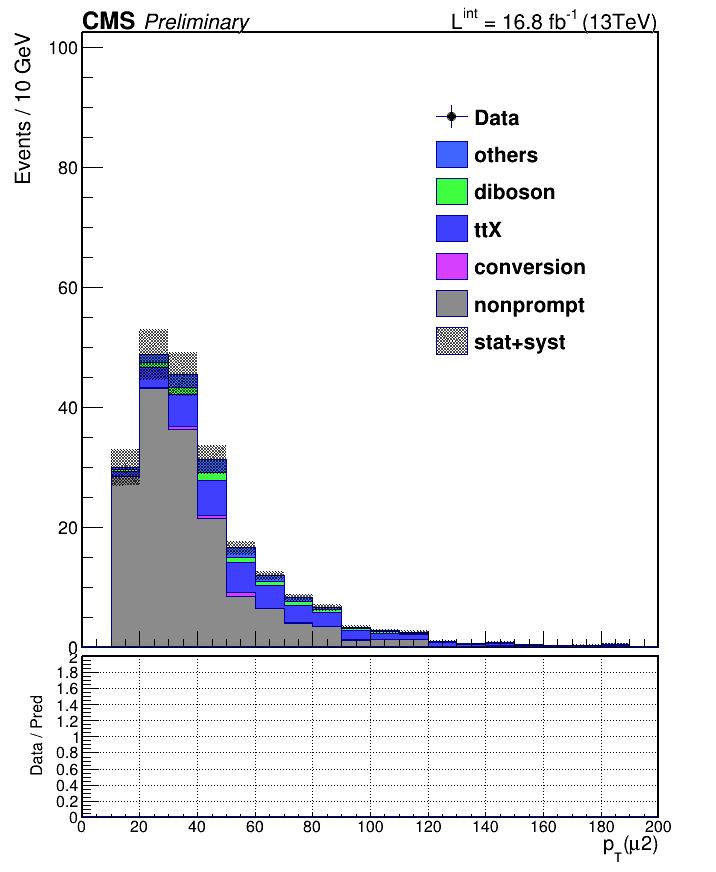 CMS Preliminary L^int = 16.8 fb^-1 (13TeV)
Events / 10 GeV
100
80
60
40
20
0
Data
others
diboson
ttX
conversion
nonprompt
stat+syst
Data / Pred
2
1.8
1.6
1.4
1.2
1
0.8
0.6
0.4
0.2
0
0 20 40 60 80 100 120 140 160 180 200
p_T(μ2)